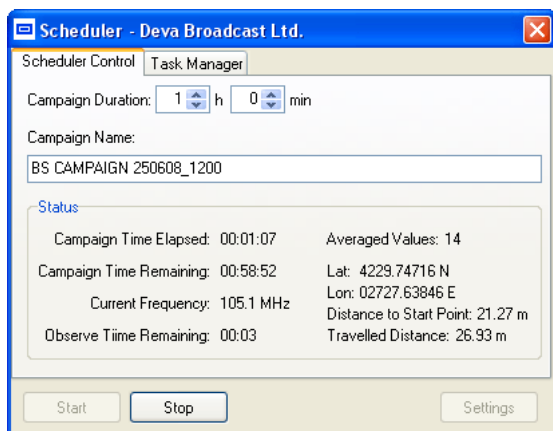 Scheduler - Deva Broadcast Ltd.
Scheduler Control Task Manager
Campaign Duration: 1 h 0 min
Campaign Name:
BS CAMPAIGN 250608_1200
Status
Campaign Time Elapsed: 00:01:07
Averaged Values: 14
Campaign Time Remaining: 00:58:52
Lat: 4229.74716 N
Lon: 02727.63846 E
Current Frequency: 105.1 MHz
Distance to Start Point: 21.27 m
Observe Tiime Remaining: 00:03
Travelled Distance: 26.93 m
Start Stop Settings